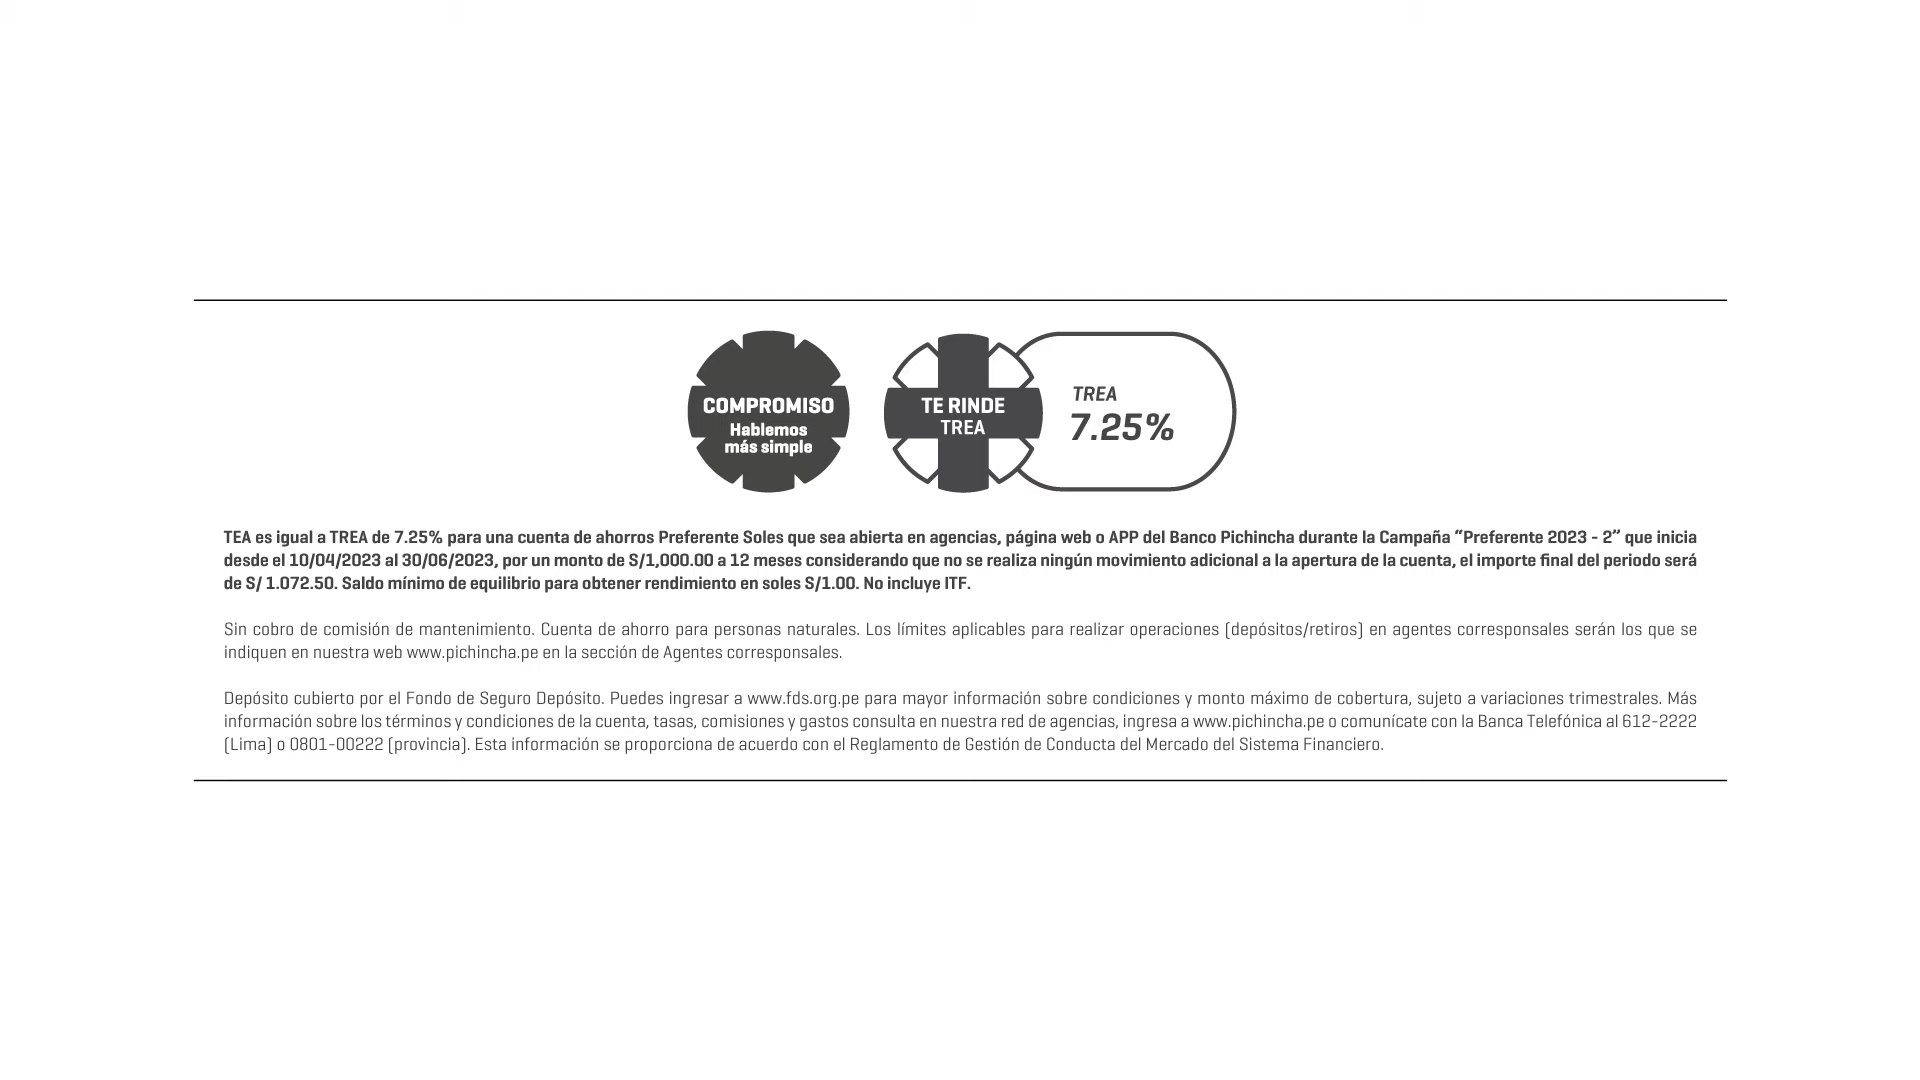 COMPROMISO
Hablemos
más simple
TE RINDE
TREA
TREA
7.25%
TEA es igual a TREA de 7.25% para una cuenta de ahorros Preferente Soles que sea abierta en agencias, página web o APP del Banco Pichincha durante la Campaña “Preferente 2023 - 2” que inicia
desde el 10/04/2023 al 30/06/2023, por un monto de S/1,000.00 a 12 meses considerando que no se realiza ningún movimiento adicional a la apertura de la cuenta, el importe final del periodo será
de S/ 1.072.50. Saldo mínimo de equilibrio para obtener rendimiento en soles S/1.00. No incluye ITF.
Sin cobro de comisión de mantenimiento. Cuenta de ahorro para personas naturales. Los límites aplicables para realizar operaciones (depósitos/retiros) en agentes corresponsales serán los que se
indiquen en nuestra web www.pichincha.pe en la sección de Agentes corresponsales.
Depósito cubierto por el Fondo de Seguro Depósito. Puedes ingresar a www.fds.org.pe para mayor información sobre condiciones y monto máximo de cobertura, sujeto a variaciones trimestrales. Más
información sobre los términos y condiciones de la cuenta, tasas, comisiones y gastos consulta en nuestra red de agencias, ingresa a www.pichincha.pe o comunícate con la Banca Telefónica al 612-2222
(Lima) o 0801-00222 (provincia). Esta información se proporciona de acuerdo con el Reglamento de Gestión de Conducta del Mercado del Sistema Financiero.